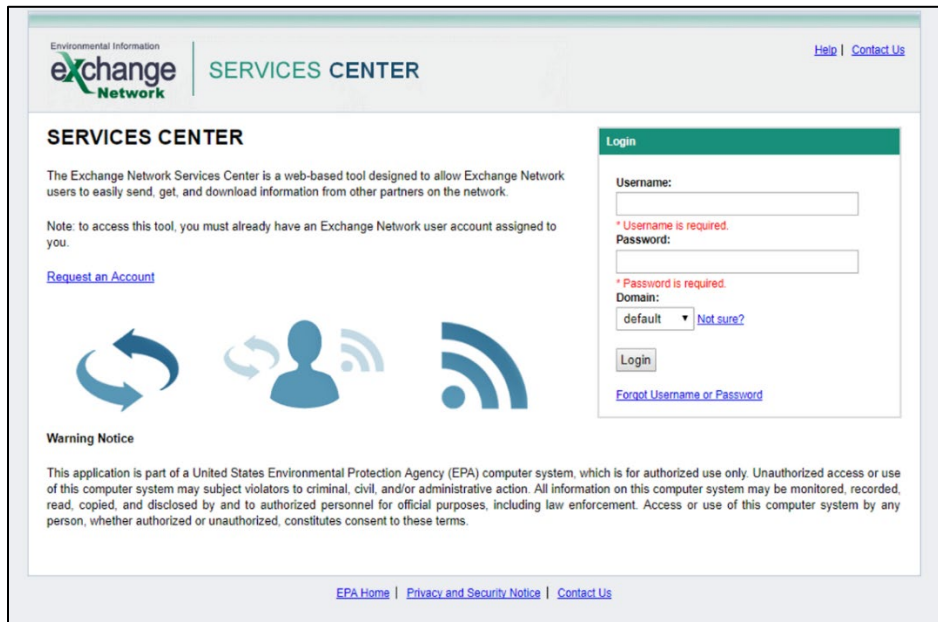 Environmental Information
eXchange
Network
SERVICES CENTER
Help | Contact Us
SERVICES CENTER
The Exchange Network Services Center is a web-based tool designed to allow Exchange Network
users to easily send, get, and download information from other partners on the network.
Note: to access this tool, you must already have an Exchange Network user account assigned to
you.
Request an Account
Login
Username:
* Username is required.
Password:
* Password is required.
Domain:
default Not sure?
Login
Forgot Username or Password
Warning Notice
This application is part of a United States Environmental Protection Agency (EPA) computer system, which is for authorized use only. Unauthorized access or use
of this computer system may subject violators to criminal, civil, and/or administrative action. All information on this computer system may be monitored, recorded,
read, copied, and disclosed by and to authorized personnel for official purposes, including law enforcement. Access or use of this computer system by any
person, whether authorized or unauthorized, constitutes consent to these terms.
EPA Home | Privacy and Security Notice | Contact Us